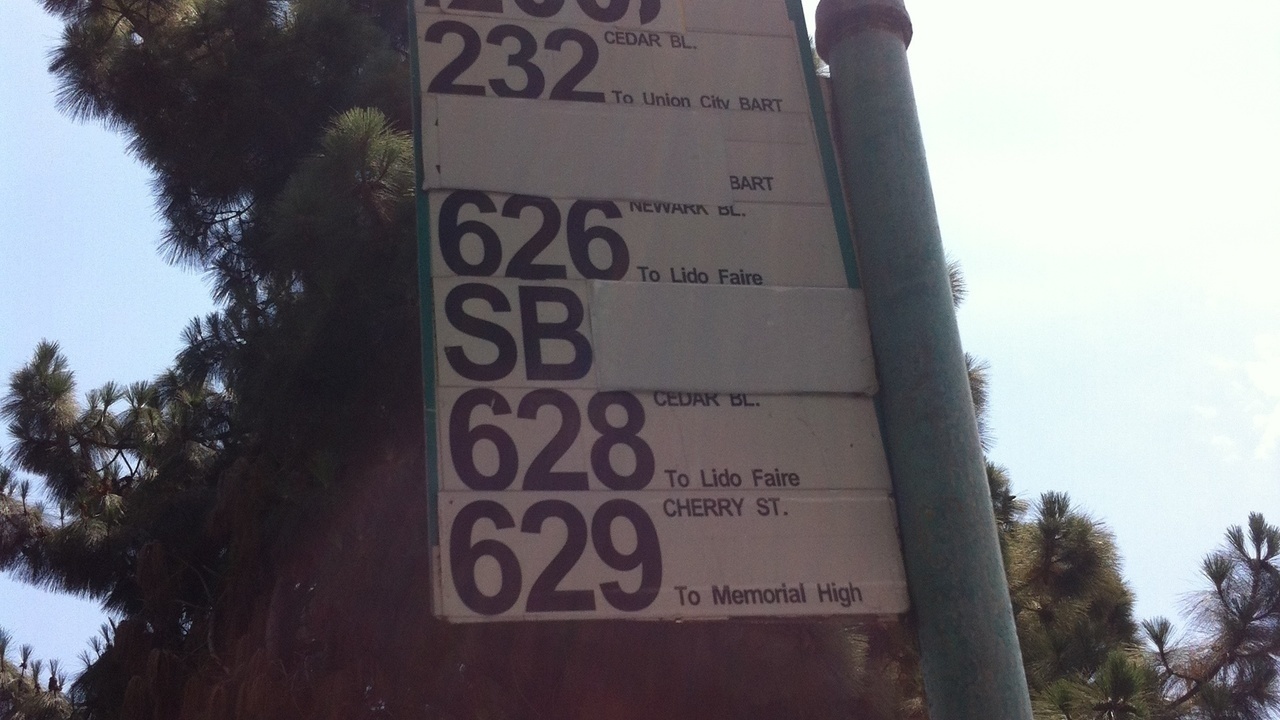 232 CEDAR BL.
To Union City BART
BART
626 NEWARK BL.
To Lido Faire
SB
628 CEDAR BL.
To Lido Faire
629 CHERRY ST.
To Memorial High